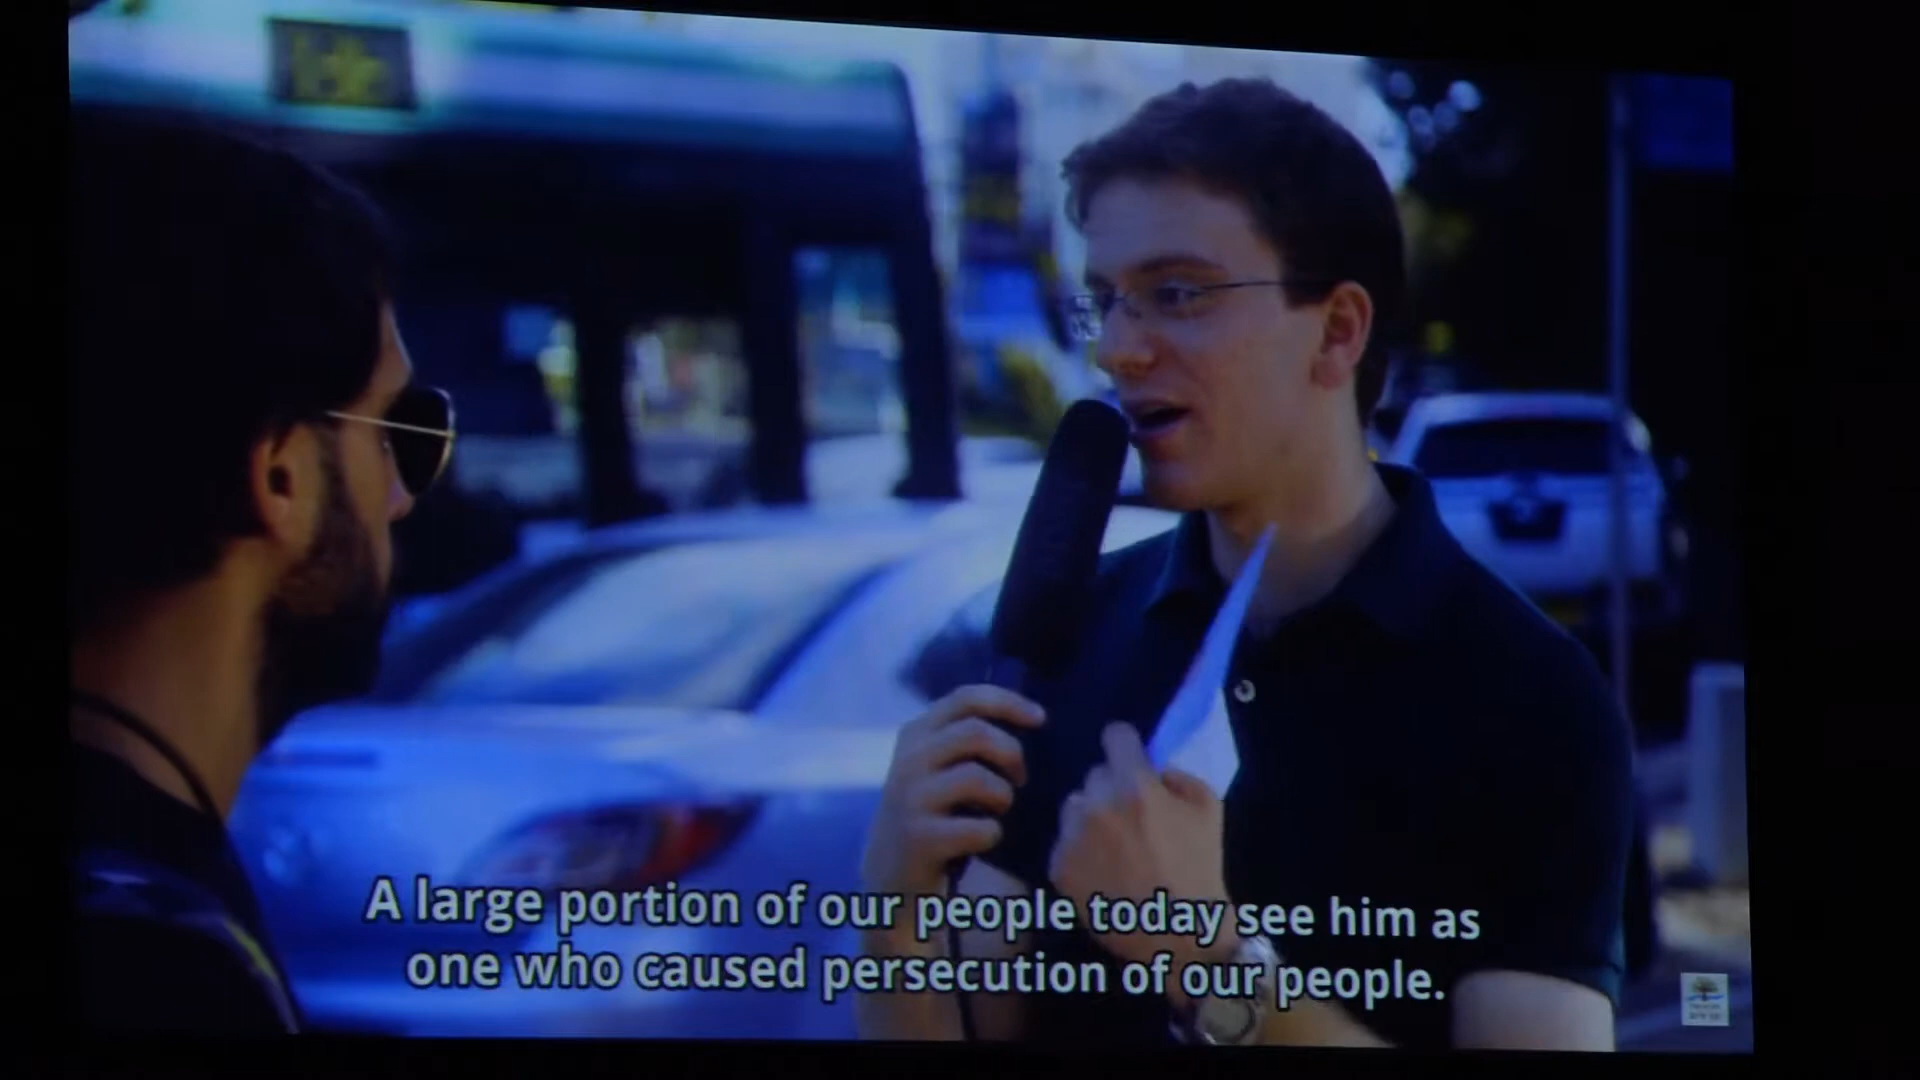 A large portion of our people today see him as
one who caused persecution of our people.